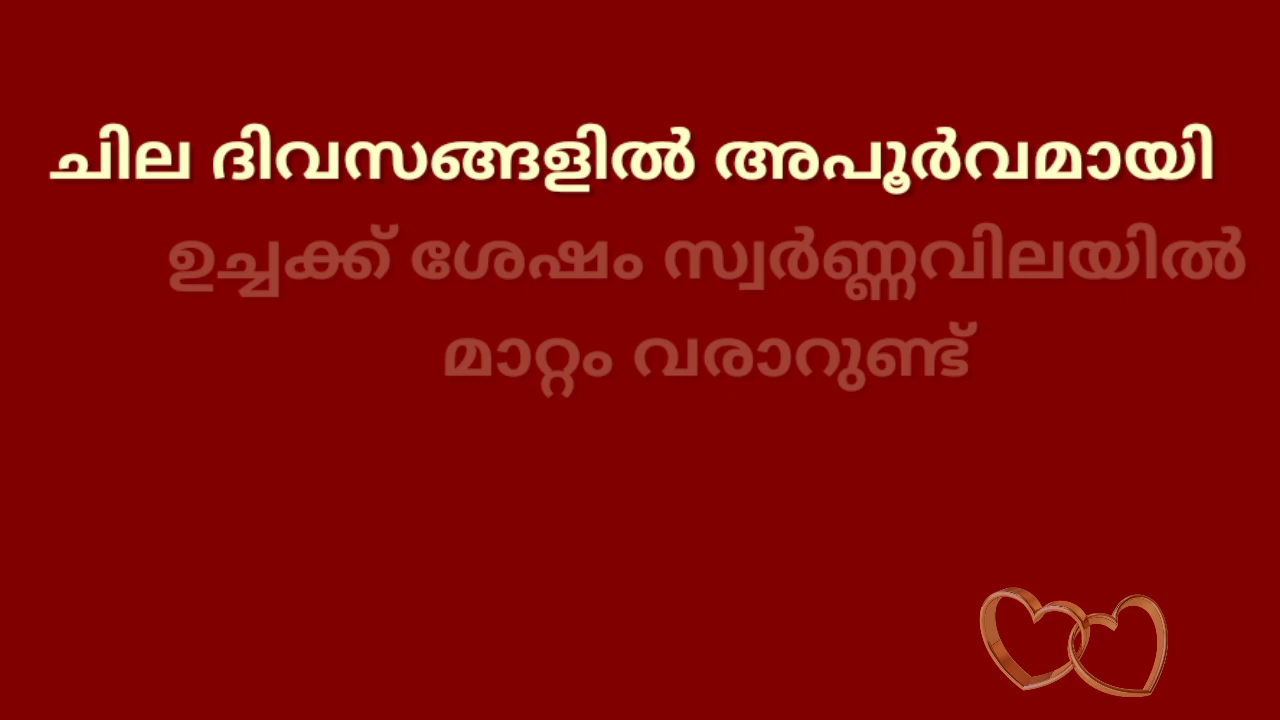 ചില ദിവസങ്ങളിൽ അപൂർവമായി
ഉച്ചക്ക് ശേഷം സ്വർണ്ണവിലയിൽ
മാറ്റം വരാറുണ്ട്